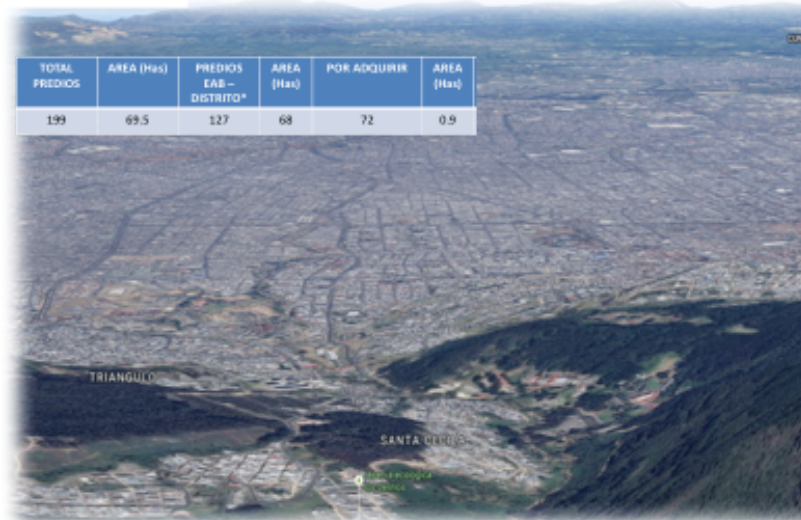 TOTAL PREDIOS
AREA (Has)
PREDIOS EAB – DISTRITO*
AREA (Has)
POR ADQUIRIR
AREA (Has)
199 69.5 127 68 72 0.9
TRIANGULO
SANTA CECILIA